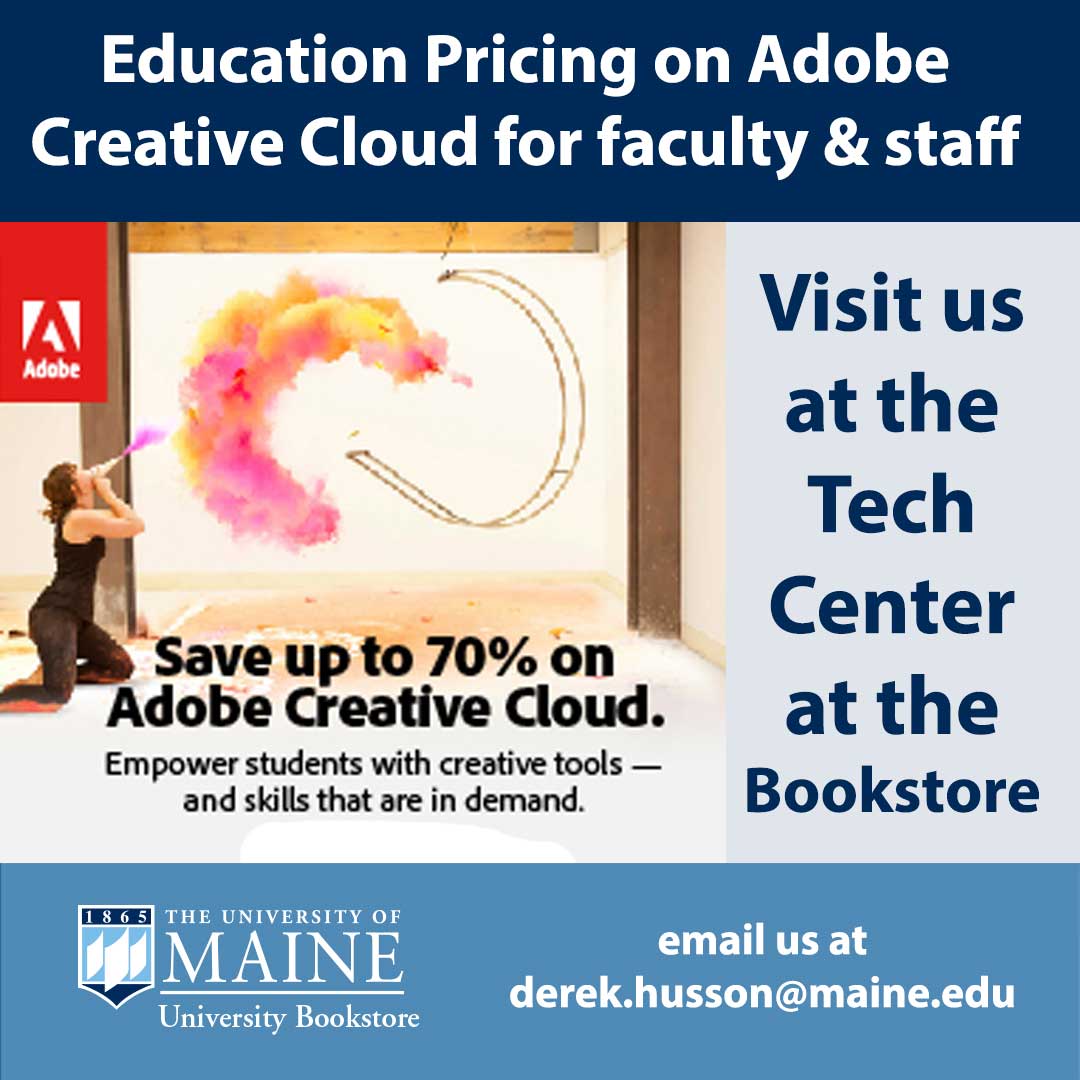 Education Pricing on Adobe
Creative Cloud for faculty & staff
Adobe
Save up to 70% on
Adobe Creative Cloud.
Empower students with creative tools —
and skills that are in demand.
Visit us
at the
Tech
Center
at the
Bookstore
1865
THE UNIVERSITY OF
MAINE
University Bookstore
email us at
derek.husson@maine.edu